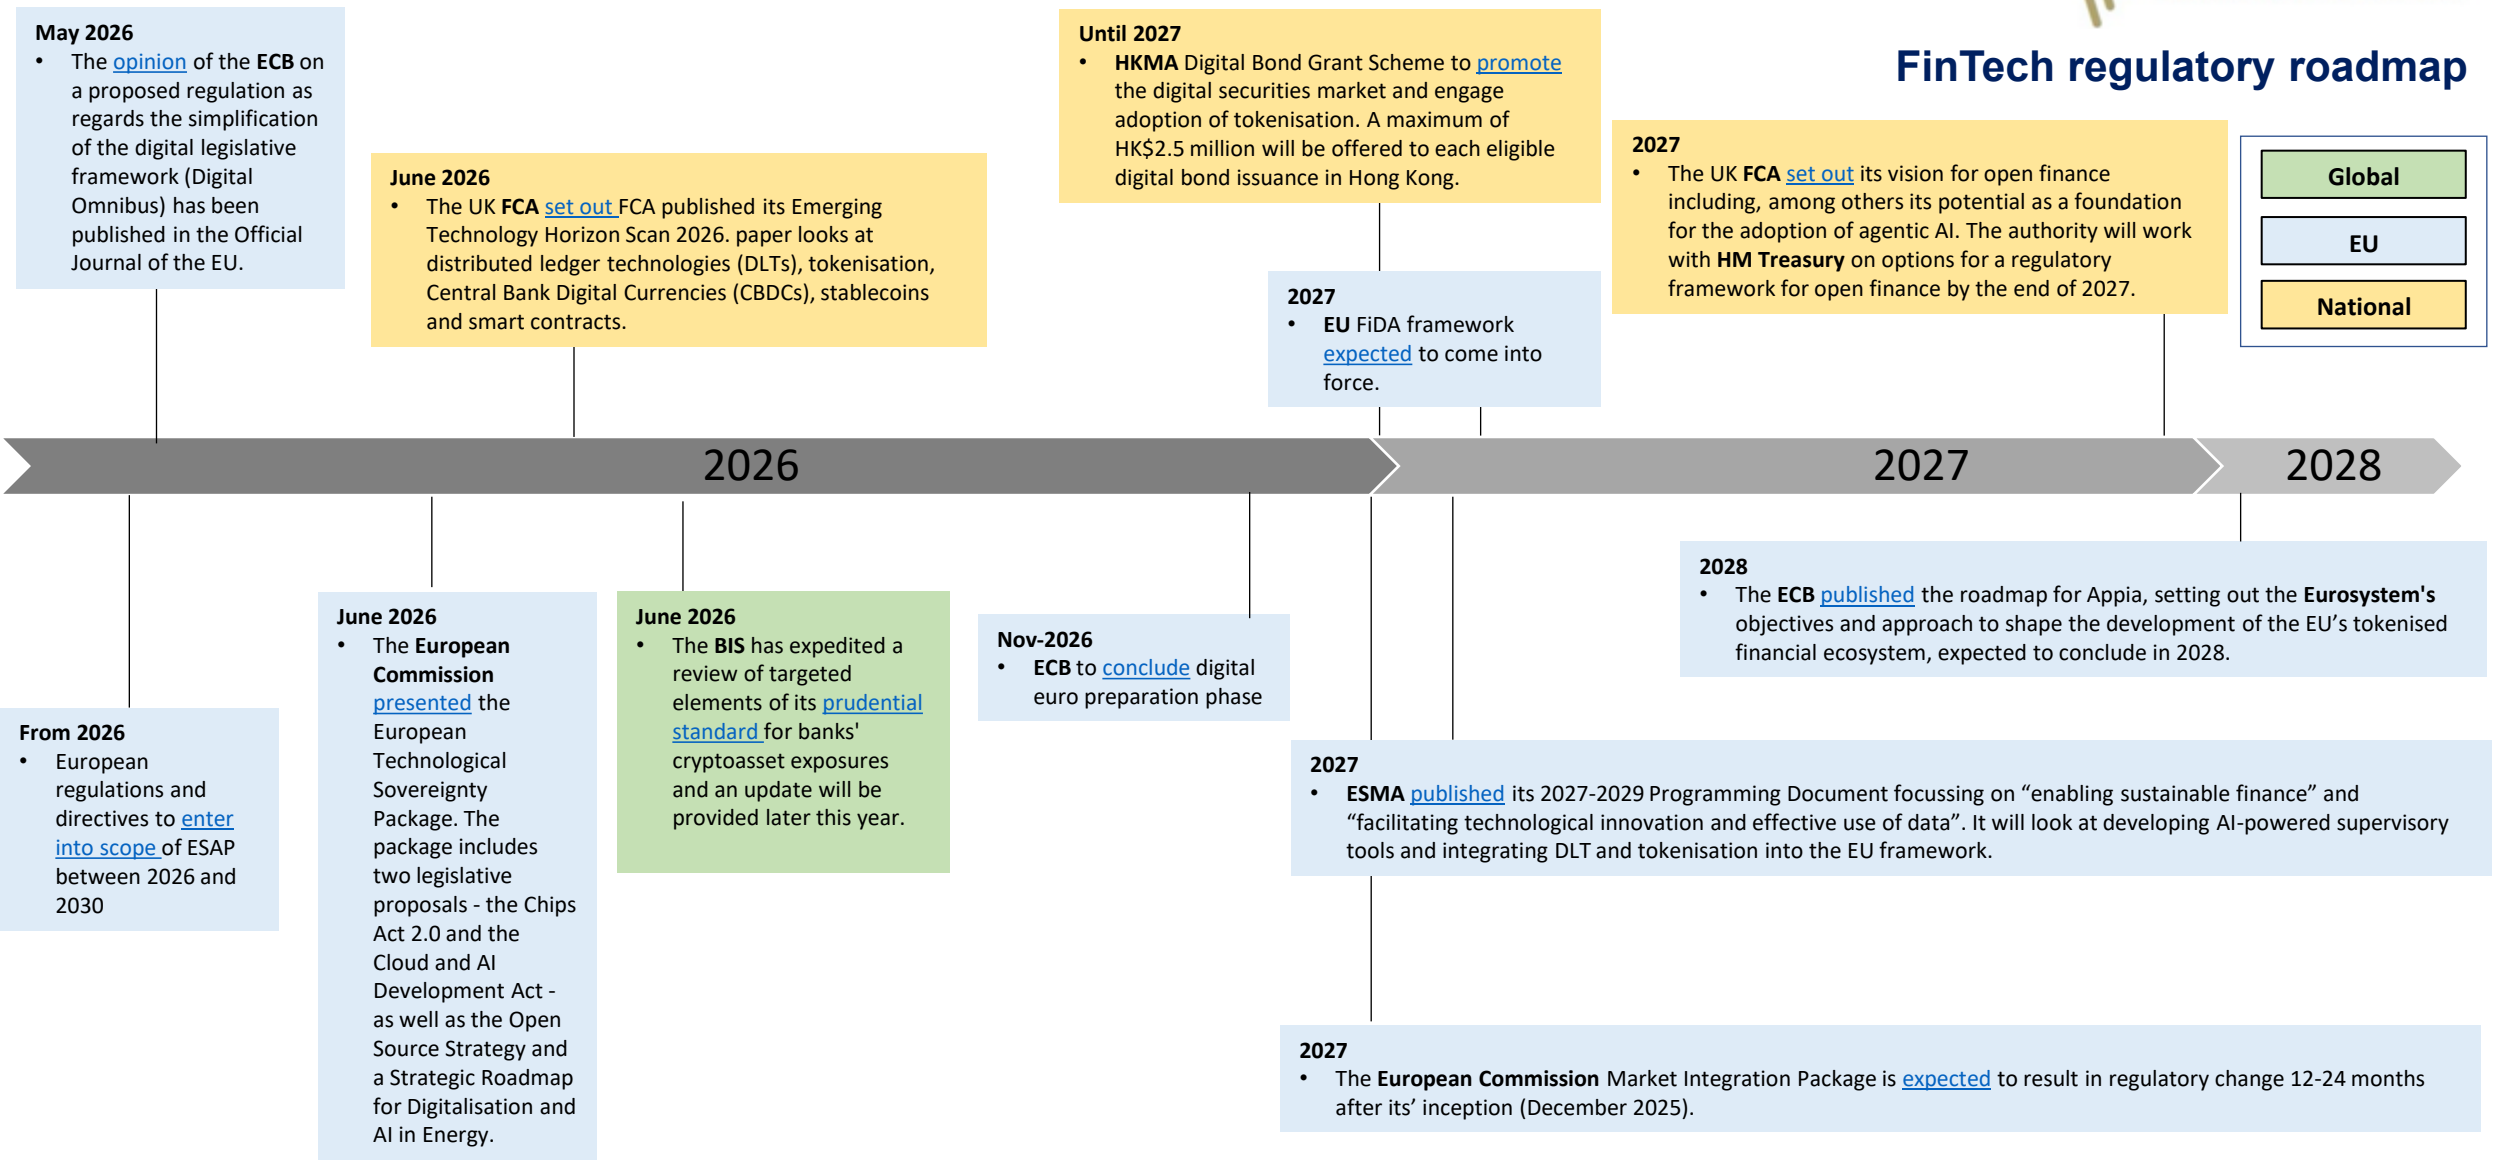 FinTech regulatory roadmap
Global
EU
National
May 2026
• The opinion of the ECB on
a proposed regulation as
regards the simplification
of the digital legislative
framework (Digital
Omnibus) has been
published in the Official
Journal of the EU.
June 2026
• The UK FCA set out FCA published its Emerging
Technology Horizon Scan 2026. paper looks at
distributed ledger technologies (DLTs), tokenisation,
Central Bank Digital Currencies (CBDCs), stablecoins
and smart contracts.
Until 2027
• HKMA Digital Bond Grant Scheme to promote
the digital securities market and engage
adoption of tokenisation. A maximum of
HK$2.5 million will be offered to each eligible
digital bond issuance in Hong Kong.
2027
• EU FiDA framework
expected to come into
force.
2027
• The UK FCA set out its vision for open finance
including, among others its potential as a foundation
for the adoption of agentic AI. The authority will work
with HM Treasury on options for a regulatory
framework for open finance by the end of 2027.
2026
2027
2028
From 2026
• European
regulations and
directives to enter
into scope of ESAP
between 2026 and
2030
June 2026
• The European
Commission
presented the
European
Technological
Sovereignty
Package. The
package includes
two legislative
proposals - the Chips
Act 2.0 and the
Cloud and AI
Development Act -
as well as the Open
Source Strategy and
a Strategic Roadmap
for Digitalisation and
AI in Energy.
June 2026
• The BIS has expedited a
review of targeted
elements of its prudential
standard for banks'
cryptoasset exposures
and an update will be
provided later this year.
Nov-2026
• ECB to conclude digital
euro preparation phase
2028
• The ECB published the roadmap for Appia, setting out the Eurosystem's
objectives and approach to shape the development of the EU’s tokenised
financial ecosystem, expected to conclude in 2028.
2027
• ESMA published its 2027-2029 Programming Document focussing on “enabling sustainable finance” and
“facilitating technological innovation and effective use of data”. It will look at developing AI-powered supervisory
tools and integrating DLT and tokenisation into the EU framework.
2027
• The European Commission Market Integration Package is expected to result in regulatory change 12-24 months
after its’ inception (December 2025).